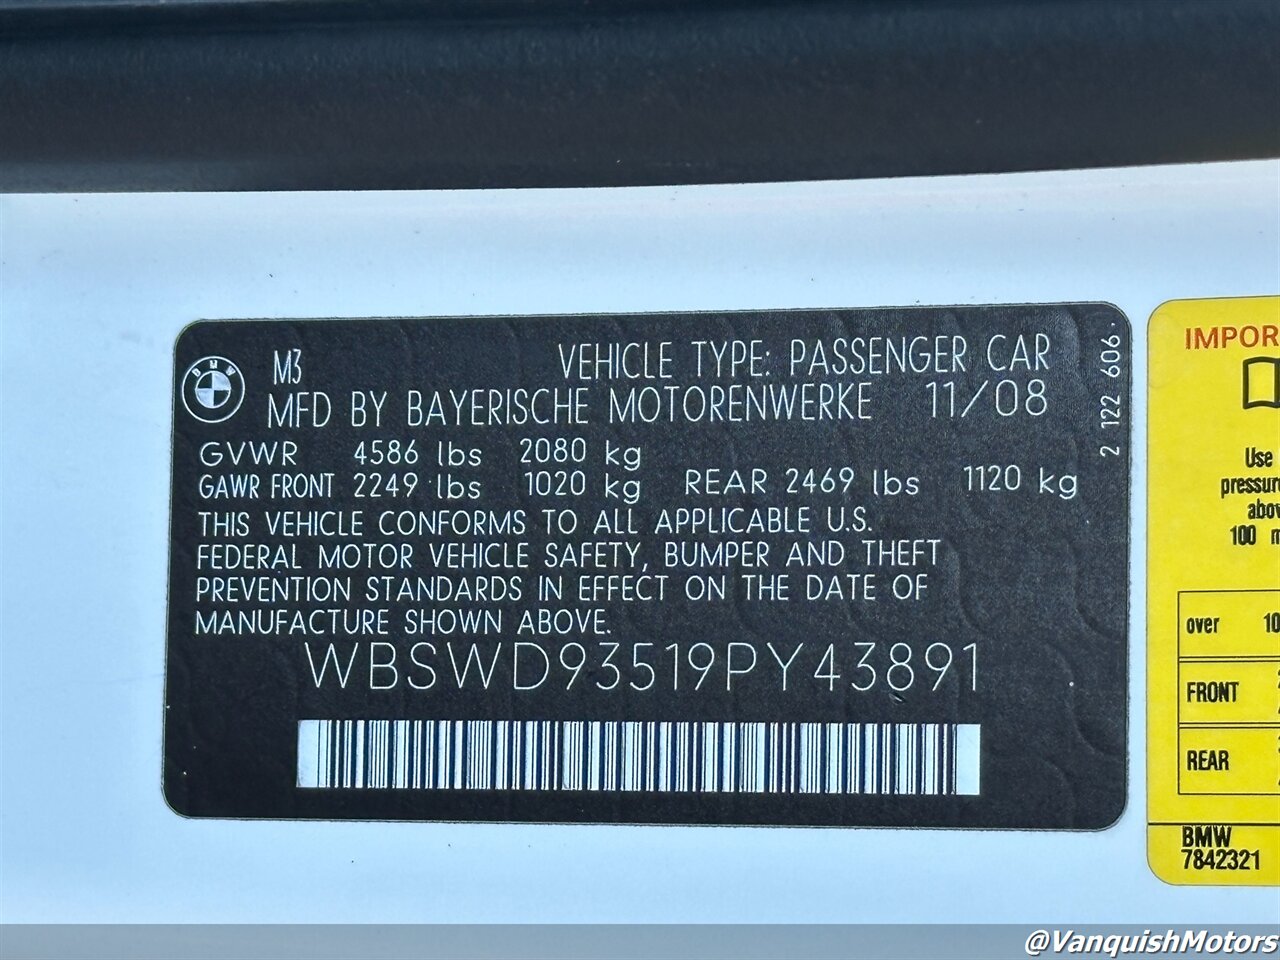 BMW
M3 VEHICLE TYPE: PASSENGER CAR
MFD BY BAYERISCHE MOTORENWERKE 11/08
GVWR 4586 lbs 2080 kg
GAWR FRONT 2249 lbs 1020 kg REAR 2469 lbs 1120 kg
THIS VEHICLE CONFORMS TO ALL APPLICABLE U.S.
FEDERAL MOTOR VEHICLE SAFETY, BUMPER AND THEFT
PREVENTION STANDARDS IN EFFECT ON THE DATE OF
MANUFACTURE SHOWN ABOVE.
WBSWD93519PY43891
2 122 606.
IMPOR
Use
pressur
abov
100 m
over 10
FRONT
REAR
BMW
7842321
@VanquishMotors